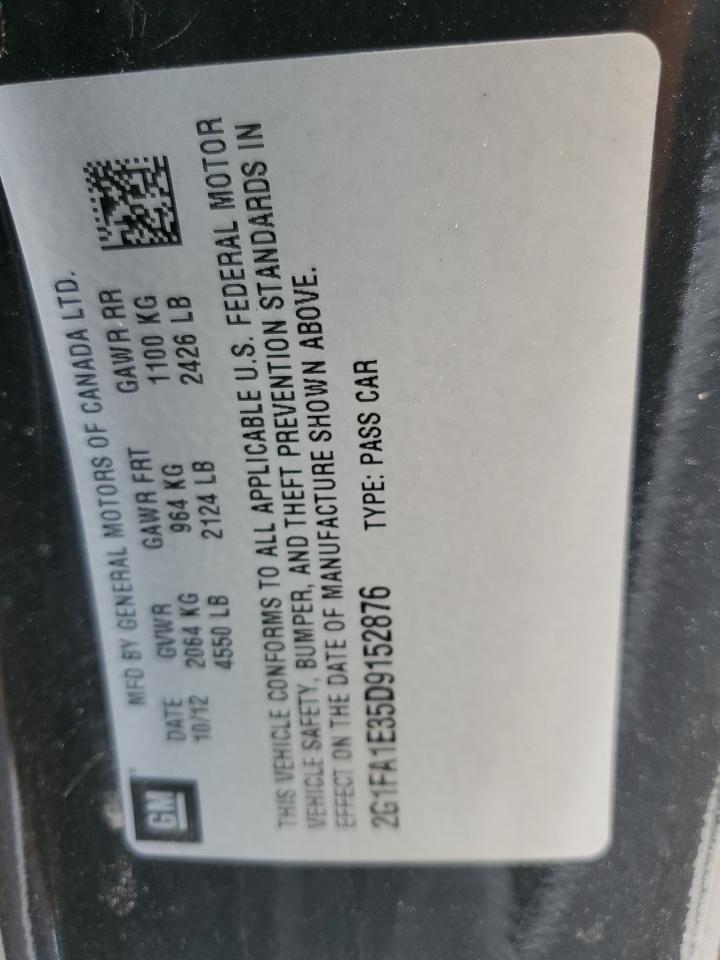 GM
MFD BY GENERAL MOTORS OF CANADA LTD.
DATE GVWR GAWR FRT GAWR RR
10/12 2064 KG 964 KG 1100 KG
4550 LB 2124 LB 2426 LB
THIS VEHICLE CONFORMS TO ALL APPLICABLE U.S. FEDERAL MOTOR
VEHICLE SAFETY, BUMPER, AND THEFT PREVENTION STANDARDS IN
EFFECT ON THE DATE OF MANUFACTURE SHOWN ABOVE.
2G1FA1E35D9152876 TYPE: PASS CAR